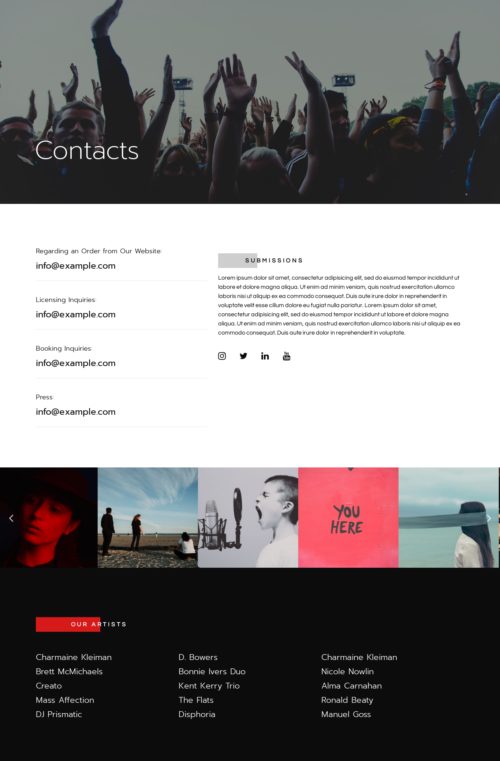 Contacts
Regarding an Order from Our Website:
info@example.com
Licensing Inquiries:
info@example.com
Booking Inquiries:
info@example.com
Press:
info@example.com
SUBMISSIONS
Lorem ipsum dolor sit amet, consectetur adipisicing elit, sed do eiusmod tempor incididunt ut
labore et dolore magna aliqua. Ut enim ad minim veniam, quis nostrud exercitation ullamco
laboris nisi ut aliquip ex ea commodo consequat. Duis aute irure dolor in reprehenderit in
voluptate velit esse cillum dolore eu fugiat nulla pariatur. Lorem ipsum dolor sit amet,
consectetur adipisicing elit, sed do eiusmod tempor incididunt ut labore et dolore magna
aliqua. Ut enim ad minim veniam, quis nostrud exercitation ullamco laboris nisi ut aliquip ex ea
commodo consequat. Duis aute irure dolor in reprehenderit in voluptate.
YOU
HERE
OUR ARTISTS
Charmaine Kleiman
Brett McMichaels
Creato
Mass Affection
DJ Prismatic
D. Bowers
Bonnie Ivers Duo
Kent Kerry Trio
The Flats
Disphoria
Charmaine Kleiman
Nicole Nowlin
Alma Carnahan
Ronald Beaty
Manuel Goss